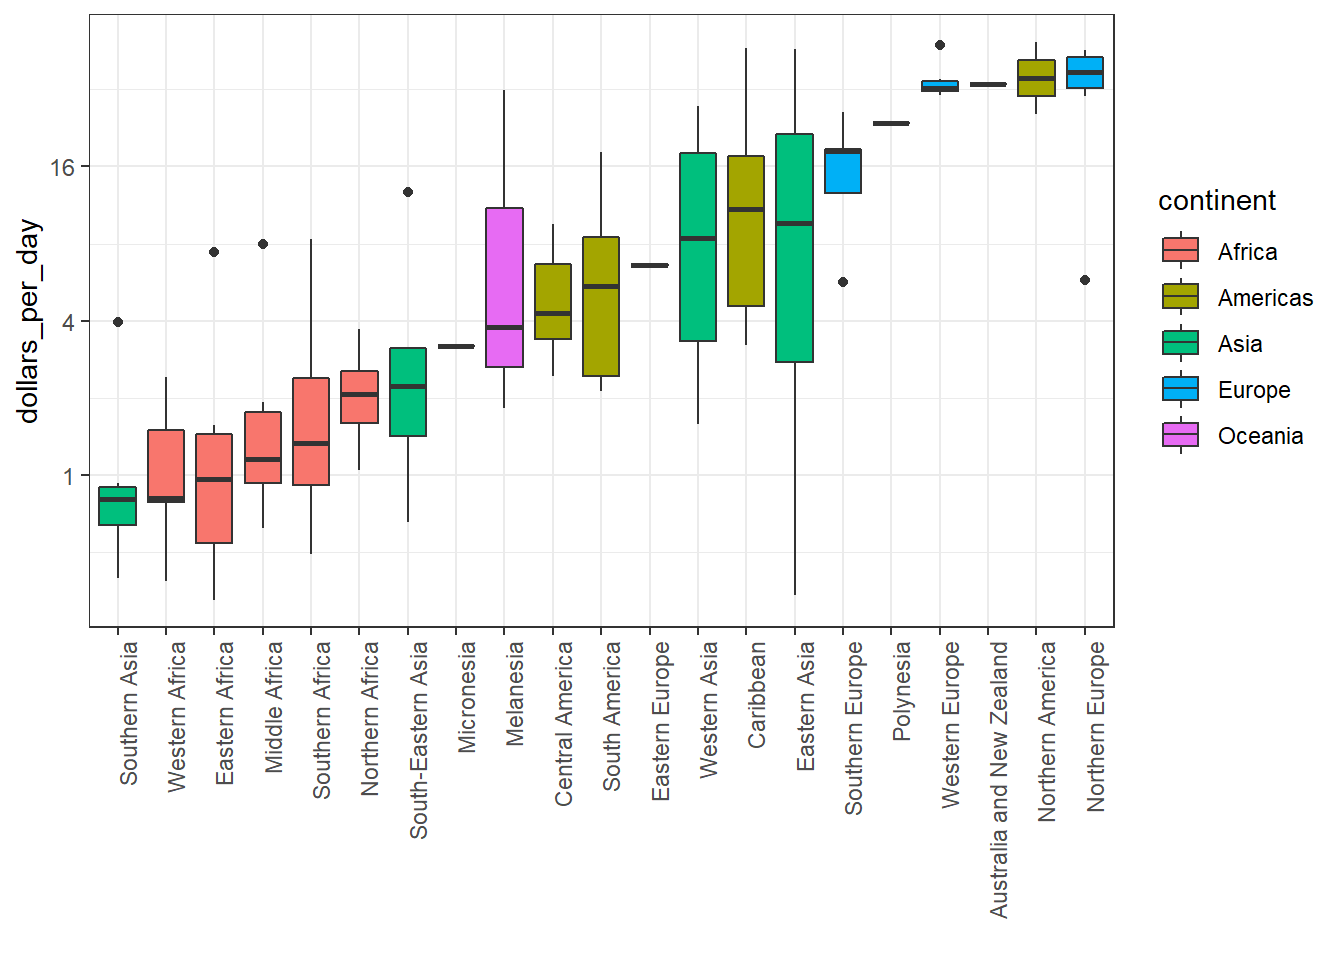 dollars_per_day
16
4
1
Southern Asia
Western Africa
Eastern Africa
Middle Africa
Southern Africa
Northern Africa
South-Eastern Asia
Micronesia
Melanesia
Central America
South America
Eastern Europe
Western Asia
Caribbean
Eastern Asia
Southern Europe
Polynesia
Western Europe
Australia and New Zealand
Northern America
Northern Europe
continent
Africa
Americas
Asia
Europe
Oceania